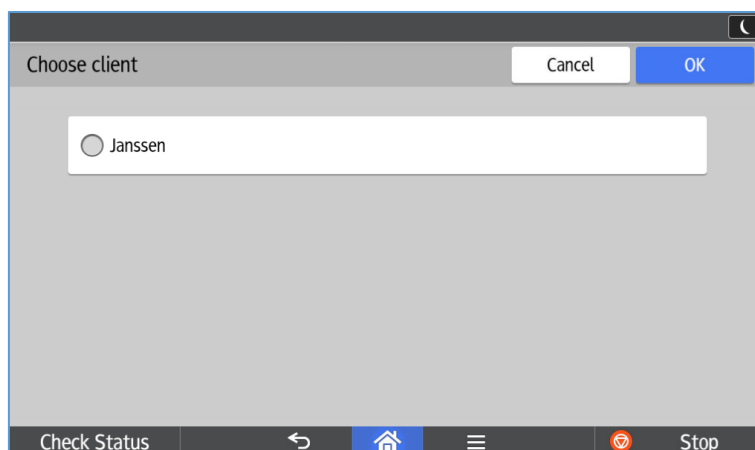 Choose client
Cancel
OK
Janssen
Check Status
Stop